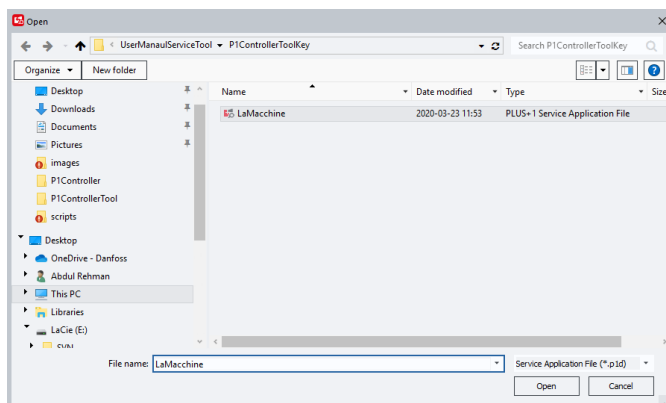 Open
UserManaulServiceTool P1ControllerToolKey
Search P1ControllerToolKey
Organize New folder
Name Date modified Type Size
Desktop
LaMacchine 2020-03-23 11:53 PLUS+1 Service Application File
Downloads
Documents
Pictures
images
P1Controller
P1ControllerTool
scripts
Desktop
OneDrive - Danfoss
Abdul Rehman
This PC
Libraries
LaCie (E:)
SVN
File name: LaMacchine Service Application File (*.p1d)
Open Cancel